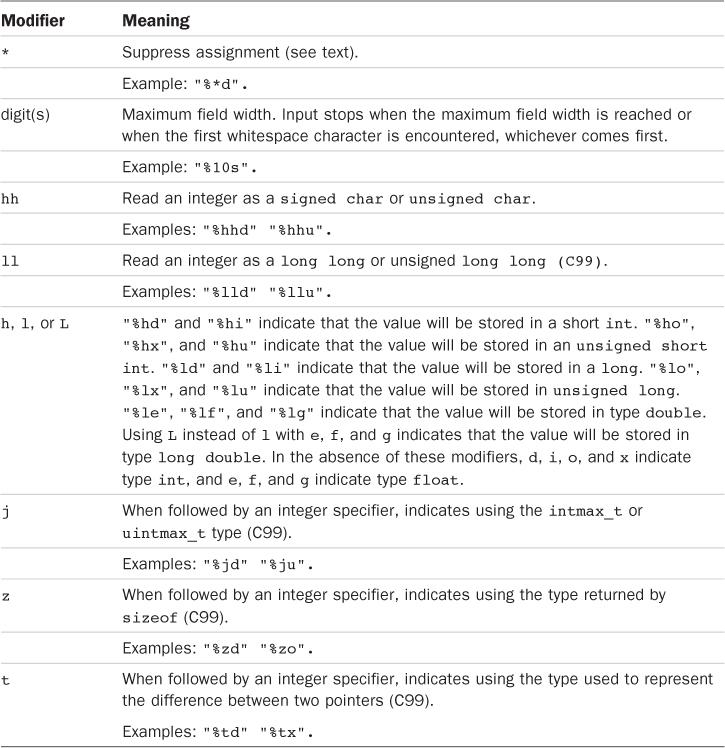 Modifier Meaning
* Suppress assignment (see text).
Example: "%*d".
digit(s) Maximum field width. Input stops when the maximum field width is reached or
when the first whitespace character is encountered, whichever comes first.
Example: "%10s".
hh Read an integer as a signed char or unsigned char.
Examples: "%hhd" "%hhu".
ll Read an integer as a long long or unsigned long long (C99).
Examples: "%lld" "%llu".
h, l, or L "%hd" and "%hi" indicate that the value will be stored in a short int. "%ho",
"%hx", and "%hu" indicate that the value will be stored in an unsigned short
int. "%ld" and "%li" indicate that the value will be stored in a long. "%lo",
"%lx", and "%lu" indicate that the value will be stored in unsigned long.
"%le", "%lf", and "%lg" indicate that the value will be stored in type double.
Using L instead of l with e, f, and g indicates that the value will be stored in
type long double. In the absence of these modifiers, d, i, o, and x indicate
type int, and e, f, and g indicate type float.
j When followed by an integer specifier, indicates using the intmax_t or
uintmax_t type (C99).
Examples: "%jd" "%ju".
z When followed by an integer specifier, indicates using the type returned by
sizeof (C99).
Examples: "%zd" "%zo".
t When followed by an integer specifier, indicates using the type used to represent
the difference between two pointers (C99).
Examples: "%td" "%tx".